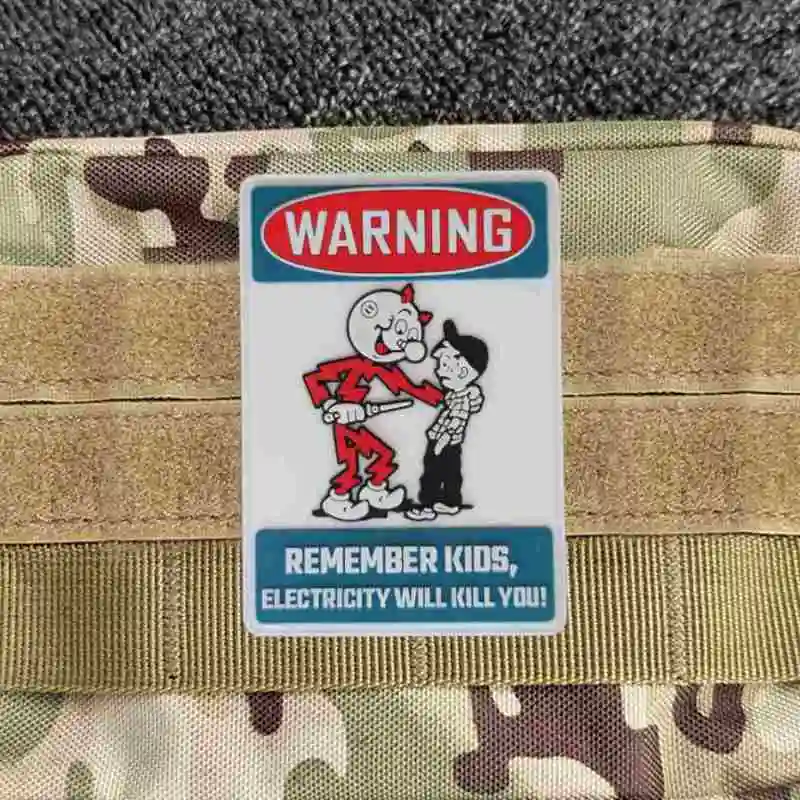 WARNING
REMEMBER KIDS,
ELECTRICITY WILL KILL YOU!